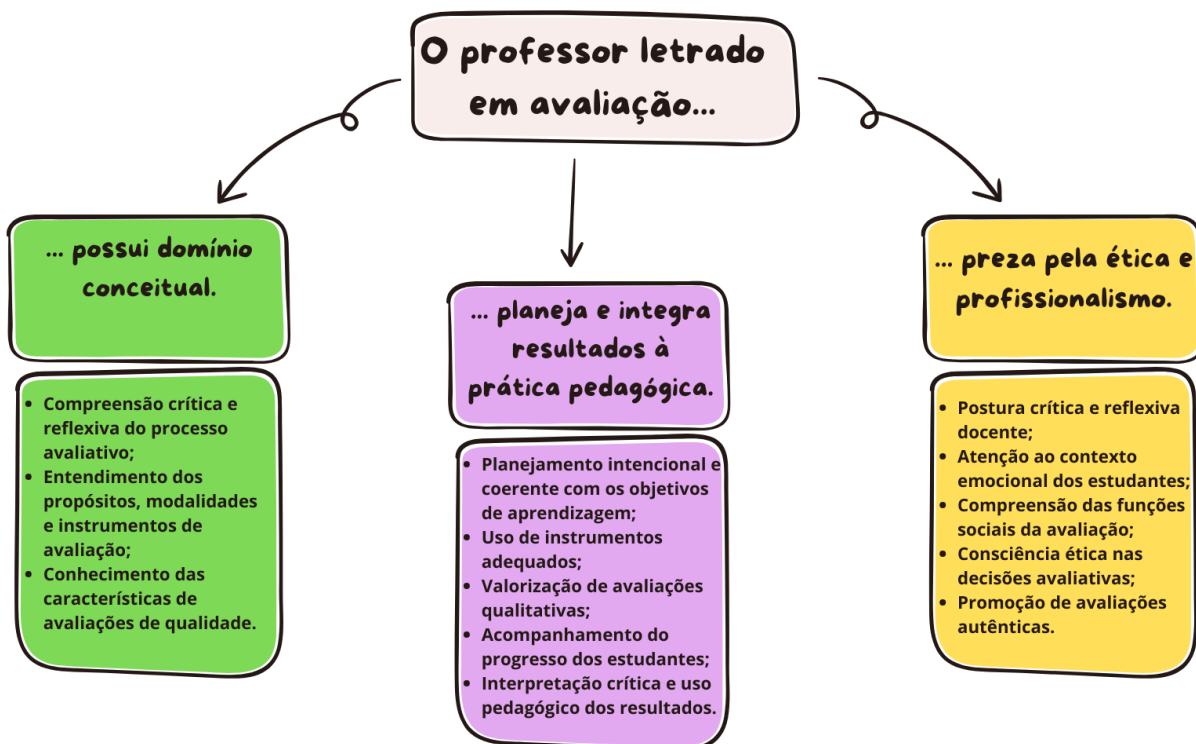 O professor letrado
em avaliação...
... possui domínio
conceitual.
• Compreensão crítica e
reflexiva do processo
avaliativo;
• Entendimento dos
propósitos, modalidades
e instrumentos de
avaliação;
• Conhecimento das
características de
avaliações de qualidade.
... planeja e integra
resultados à
prática pedagógica.
• Planejamento intencional e
coerente com os objetivos
de aprendizagem;
• Uso de instrumentos
adequados;
• Valorização de avaliações
qualitativas;
• Acompanhamento do
progresso dos estudantes;
• Interpretação crítica e uso
pedagógico dos resultados.
... preza pela ética e
profissionalismo.
• Postura crítica e reflexiva
docente;
• Atenção ao contexto
emocional dos estudantes;
• Compreensão das funções
sociais da avaliação;
• Consciência ética nas
decisões avaliativas;
• Promoção de avaliações
autênticas.